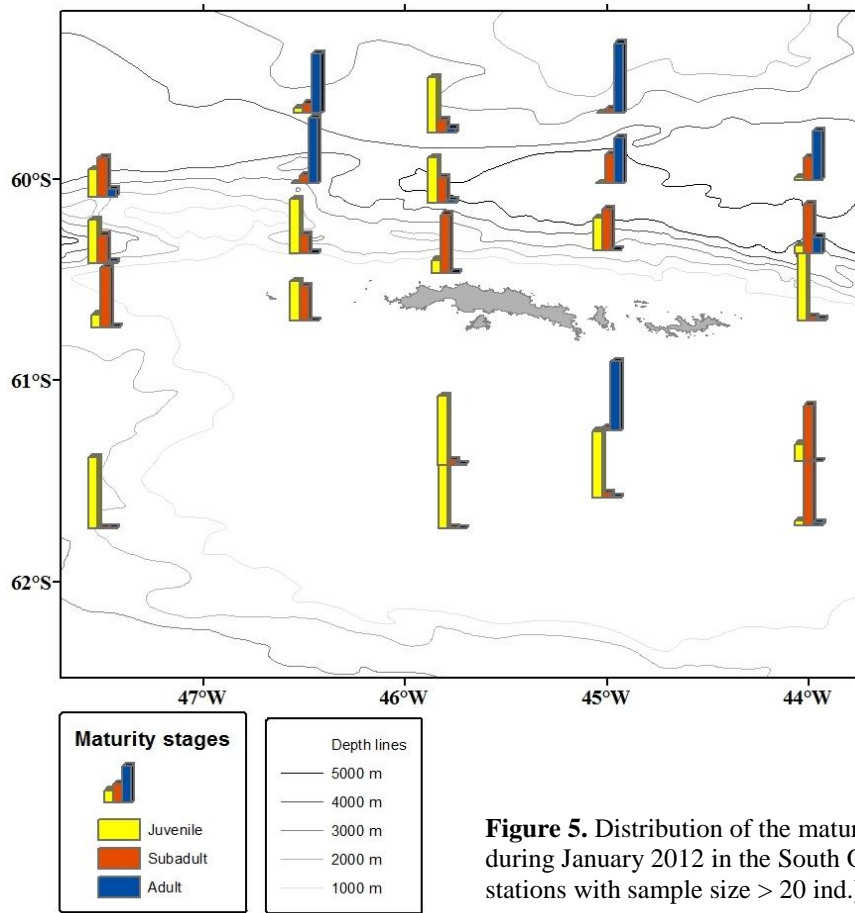 60°S
61°S
62°S
47°W 46°W 45°W 44°W
Maturity stages
Juvenile
Subadult
Adult
Depth lines
5000 m
4000 m
3000 m
2000 m
1000 m
Figure 5. Distribution of the matur
during January 2012 in the South O
stations with sample size > 20 ind.